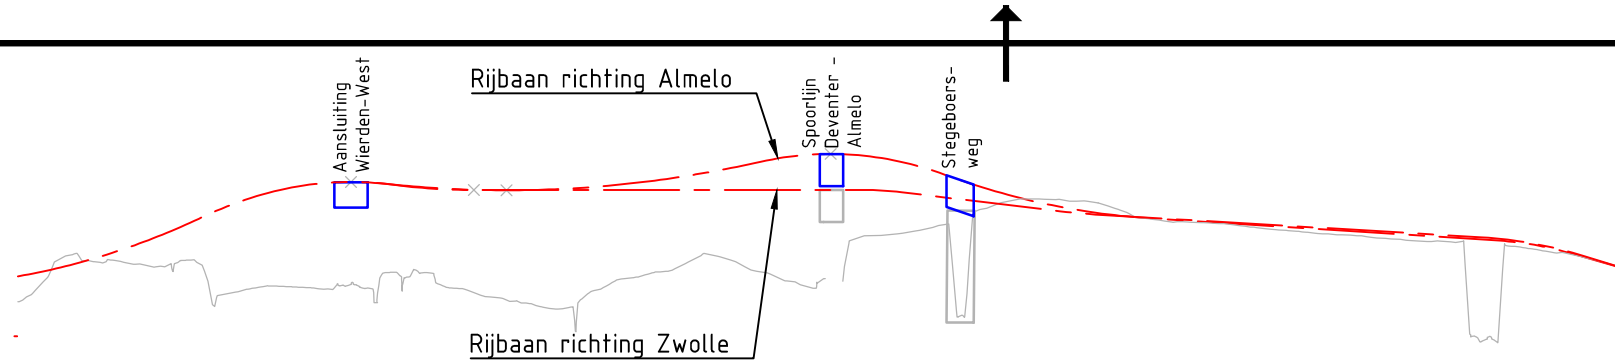 Aansluiting
Wierden-West
Rijbaan richting Almelo
Spoorlijn
Deventer -
Almelo
Stegeboers-
weg
Rijbaan richting Zwolle